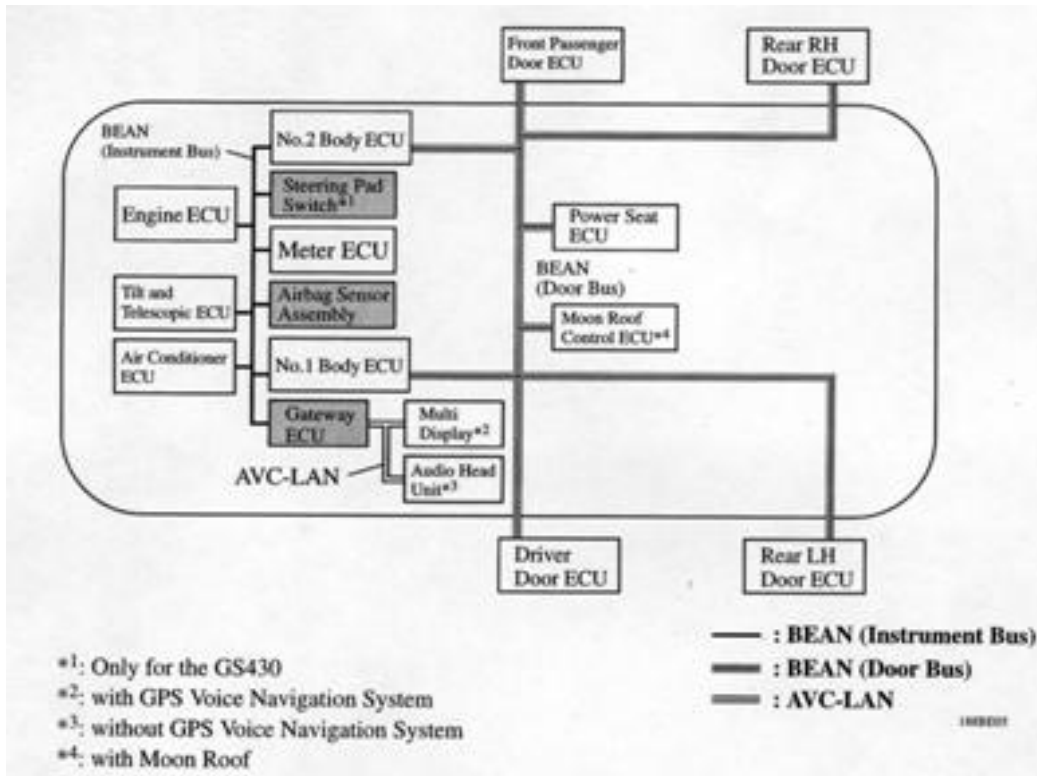 Front Passenger
Door ECU
Rear RH
Door ECU
BEAN
(Instrument Bus)
No.2 Body ECU
Steering Pad
Switch*1
Engine ECU
Power Seat
ECU
Meter ECU
BEAN
(Door Bus)
Tilt and
Telescopic ECU
Airbag Sensor
Assembly
Moon Roof
Control ECU*4
Air Conditioner
ECU
No.1 Body ECU
Gateway
ECU
Multi
Display*2
AVC-LAN
Audio Head
Unit*3
Driver
Door ECU
Rear LH
Door ECU
: BEAN (Instrument Bus)
: BEAN (Door Bus)
: AVC-LAN
*1: Only for the GS430
*2: with GPS Voice Navigation System
*3: without GPS Voice Navigation System
*4: with Moon Roof